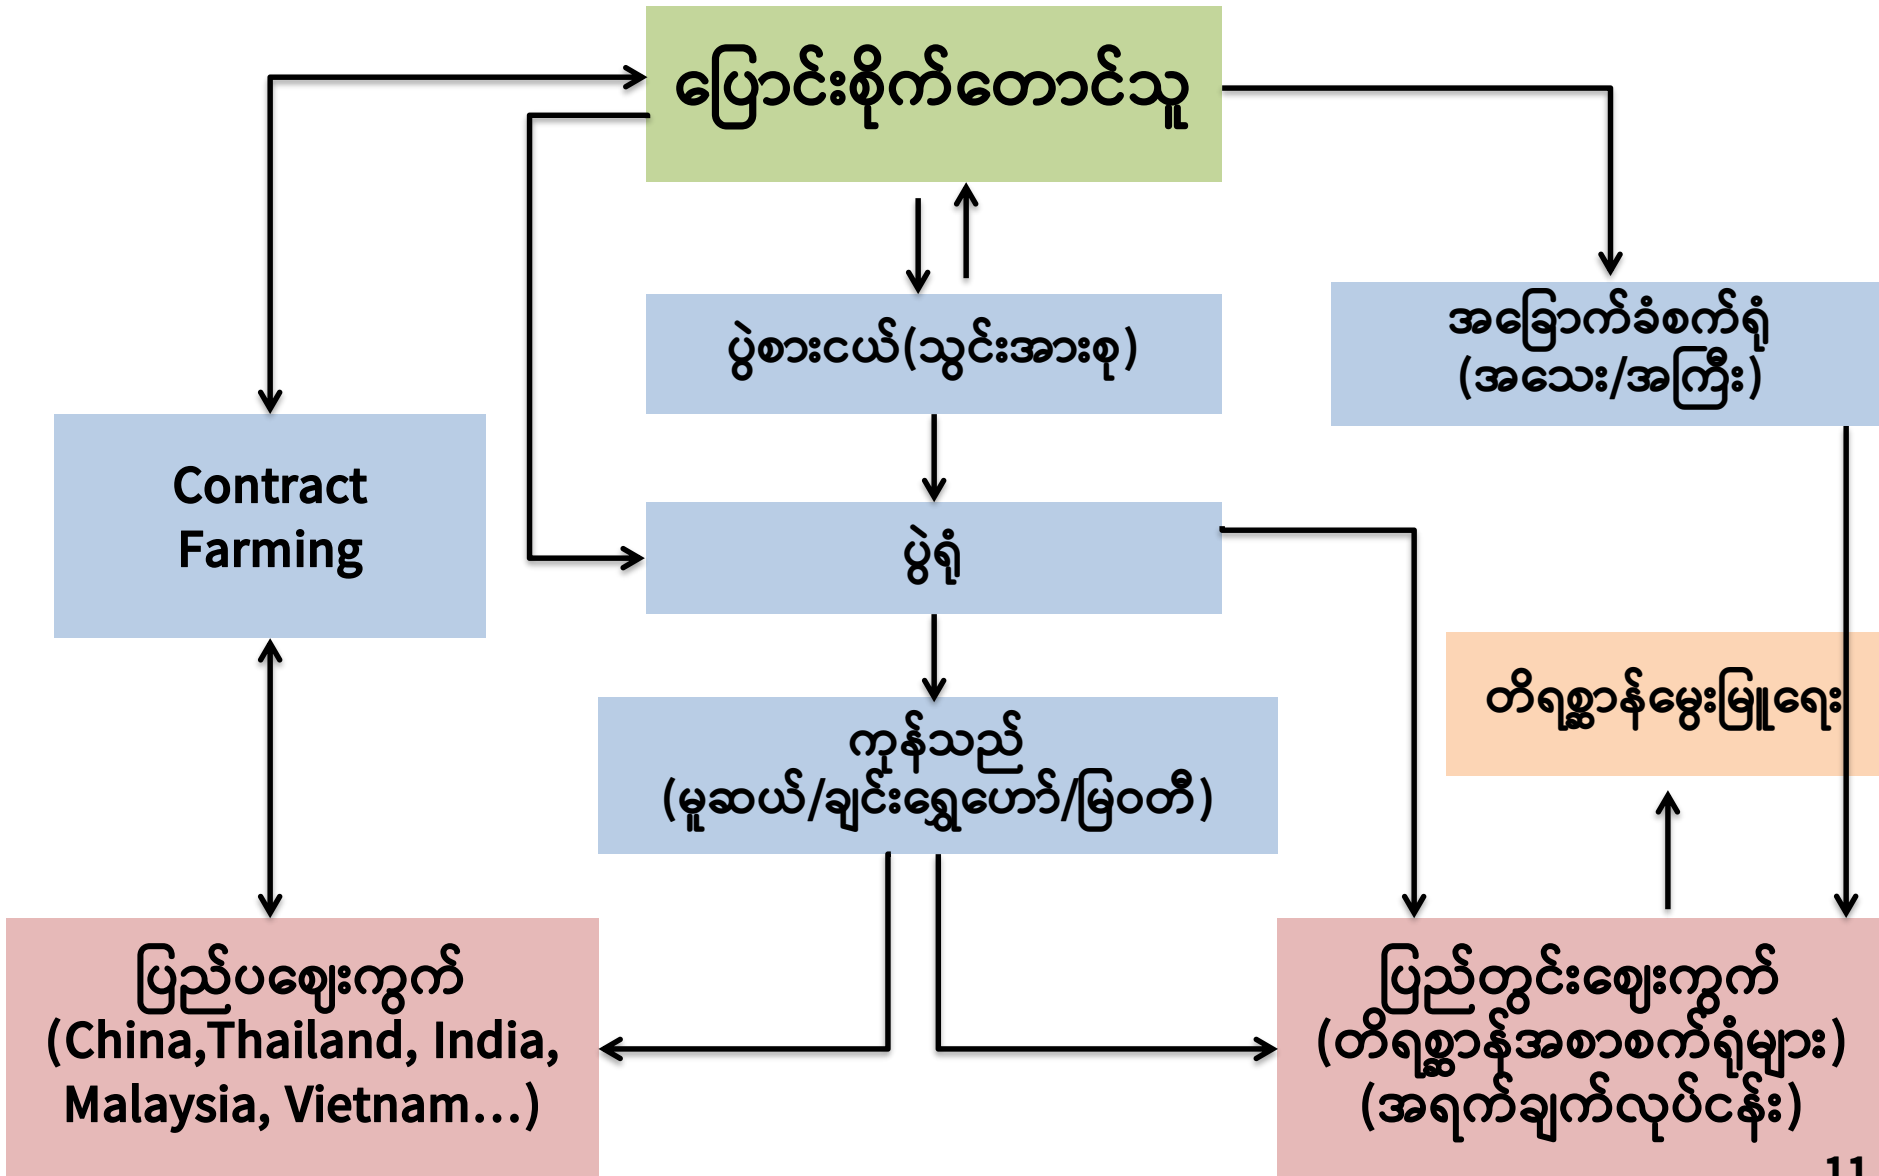 ပြောင်းစိုက်တောင်သူ
ပွဲစားငယ်(သွင်းအားစု)
အခြောက်ခံစက်ရုံ
(အသေး/အကြီး)
Contract
Farming
ပွဲရုံ
တိရစ္ဆာန်မွေးမြူရေး
ကုန်သည်
(မူဆယ်/ချင်းရွှေဟော်/မြဝတီ)
ပြည်ပဈေးကွက်
(China,Thailand, India,
Malaysia, Vietnam...)
ပြည်တွင်းဈေးကွက်
(တိရစ္ဆာန်အစာစက်ရုံများ)
(အရက်ချက်လုပ်ငန်း)
11